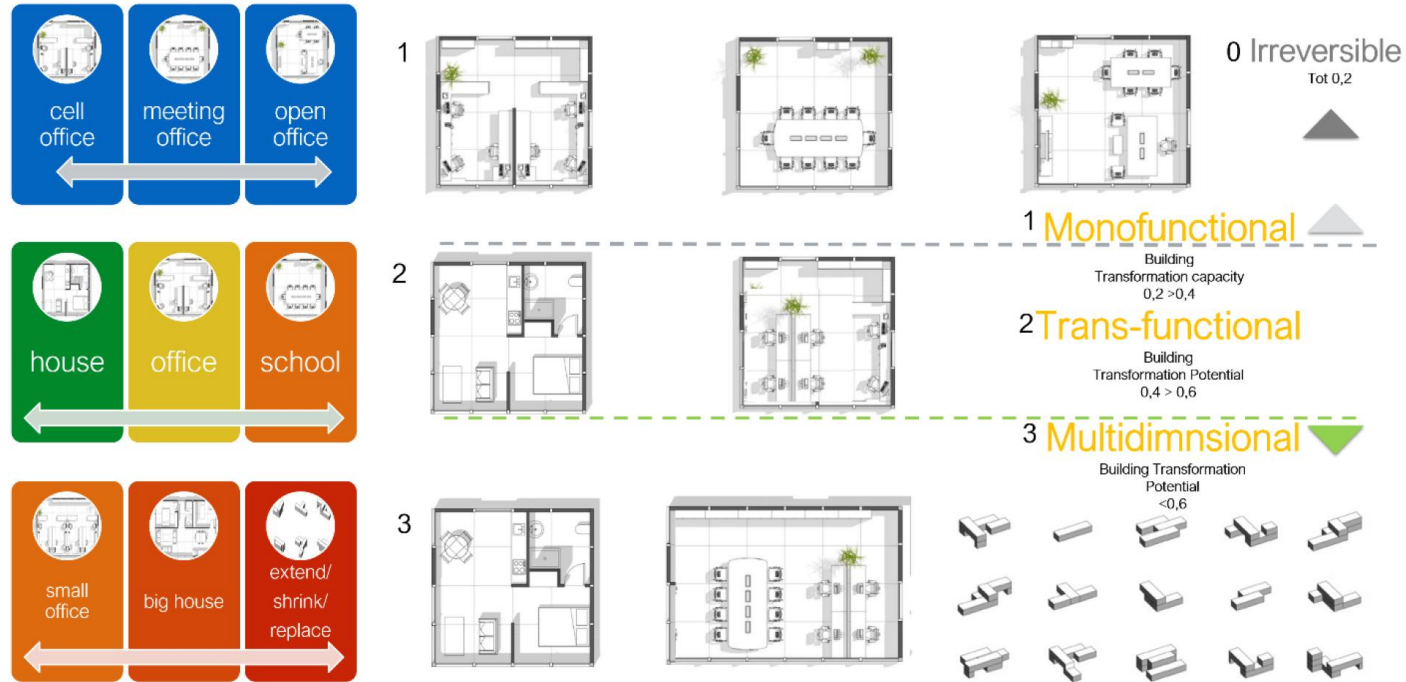 cell
office
meeting
office
open
office
1
0 Irreversible
Tot 0,2
1 Monofunctional
house
office
school
2
Building
Transformation capacity
0,2 >0,4
2 Trans-functional
Building
Transformation Potential
0,4 > 0,6
3 Multidimnsional
Building Transformation
Potential
<0,6
small
office
big house
extend/
shrink/
replace
3